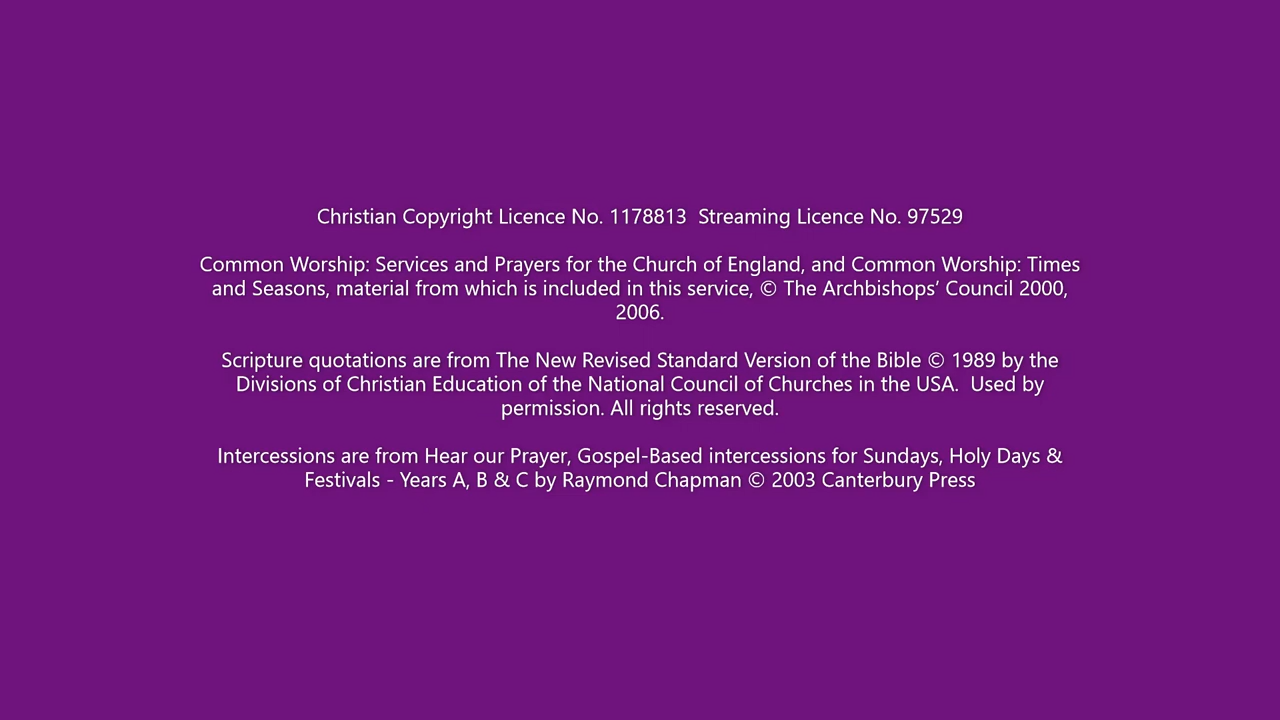 Christian Copyright Licence No. 1178813  Streaming Licence No. 97529
Common Worship: Services and Prayers for the Church of England, and Common Worship: Times
and Seasons, material from which is included in this service, © The Archbishops’ Council 2000,
2006.
Scripture quotations are from The New Revised Standard Version of the Bible © 1989 by the
Divisions of Christian Education of the National Council of Churches in the USA.  Used by
permission. All rights reserved.
Intercessions are from Hear our Prayer, Gospel-Based intercessions for Sundays, Holy Days &
Festivals - Years A, B & C by Raymond Chapman © 2003 Canterbury Press